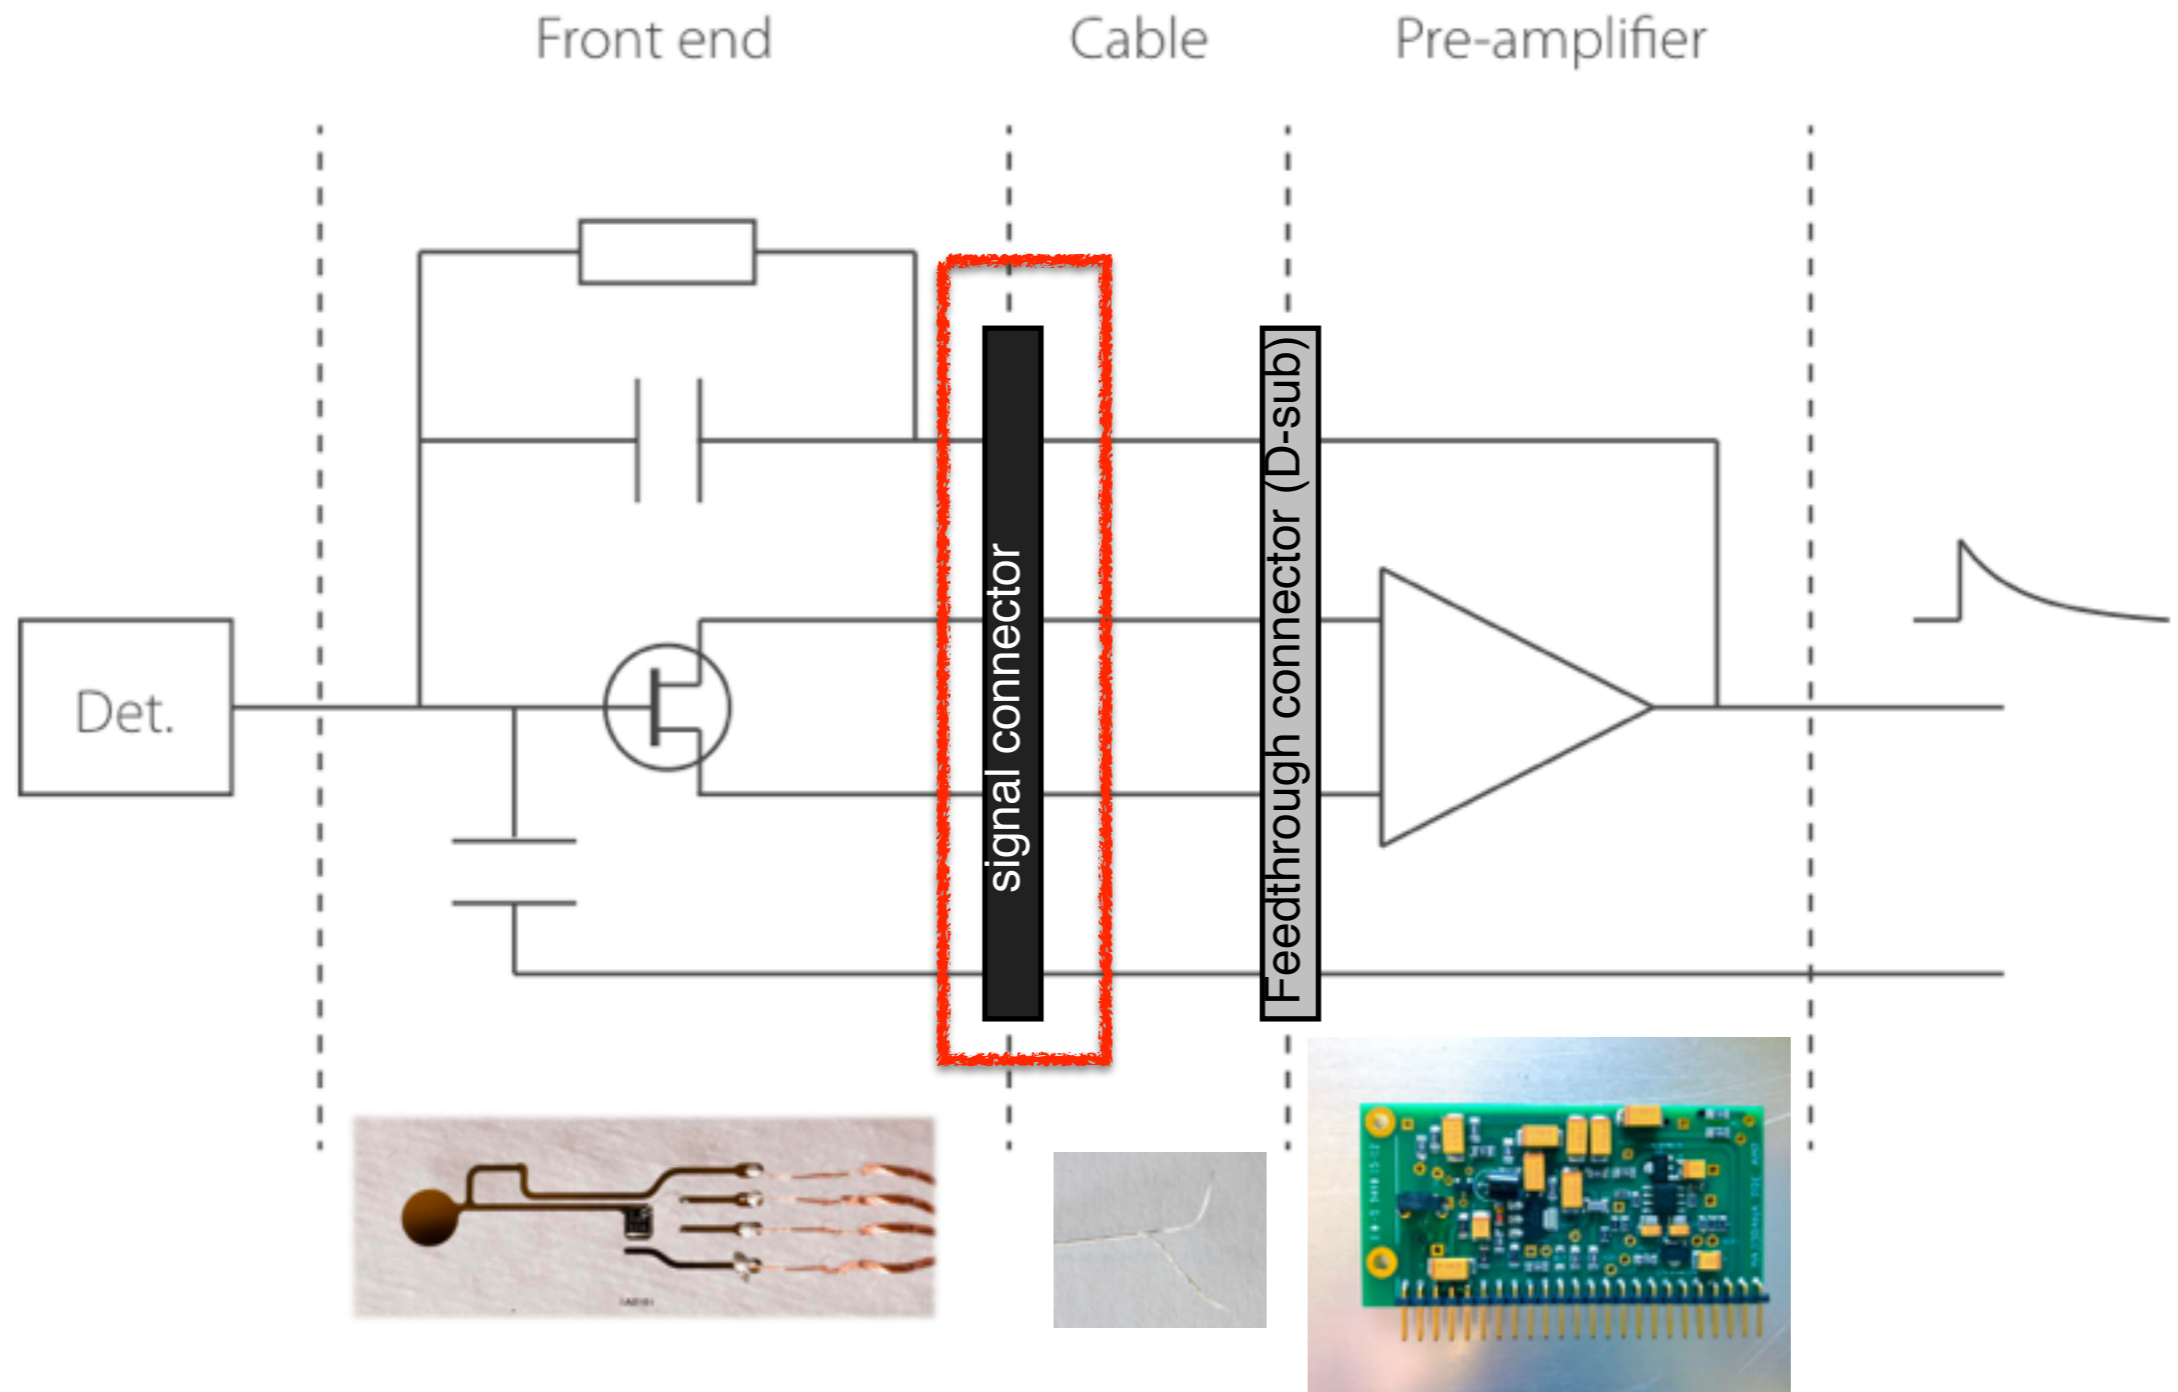 Front end
Cable
Pre-amplifier
Det.
signal connector
Feedthrough connector (D-sub)